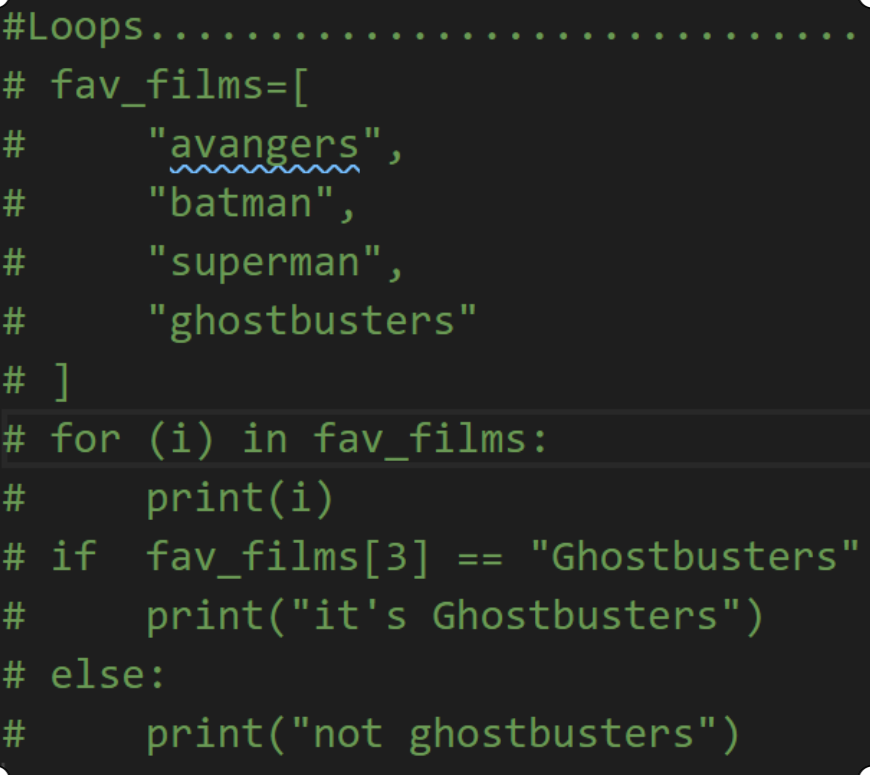 #Loops..............................
# fav_films=[
#     "avangers",
#     "batman",
#     "superman",
#     "ghostbusters"
# ]
# for (i) in fav_films:
#     print(i)
# if  fav_films[3] == "Ghostbusters"
#     print("it's Ghostbusters")
# else:
#     print("not ghostbusters")